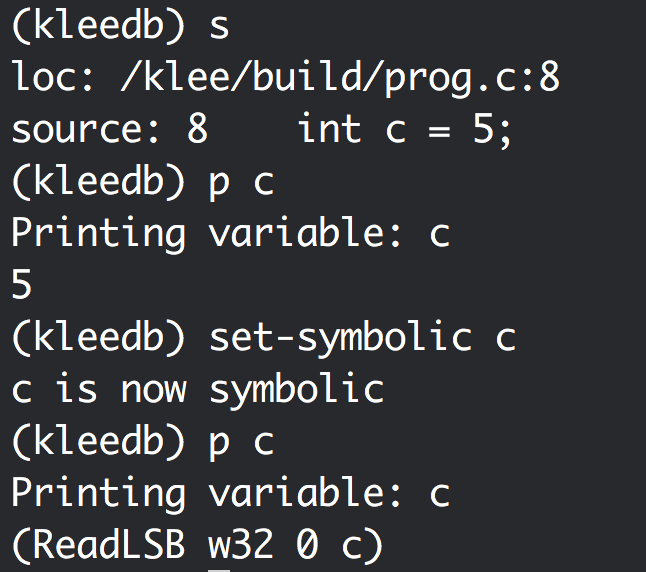 (kleedb) s
loc: /klee/build/prog.c:8
source: 8    int c = 5;
(kleedb) p c
Printing variable: c
5
(kleedb) set-symbolic c
c is now symbolic
(kleedb) p c
Printing variable: c
(ReadLSB w32 0 c)